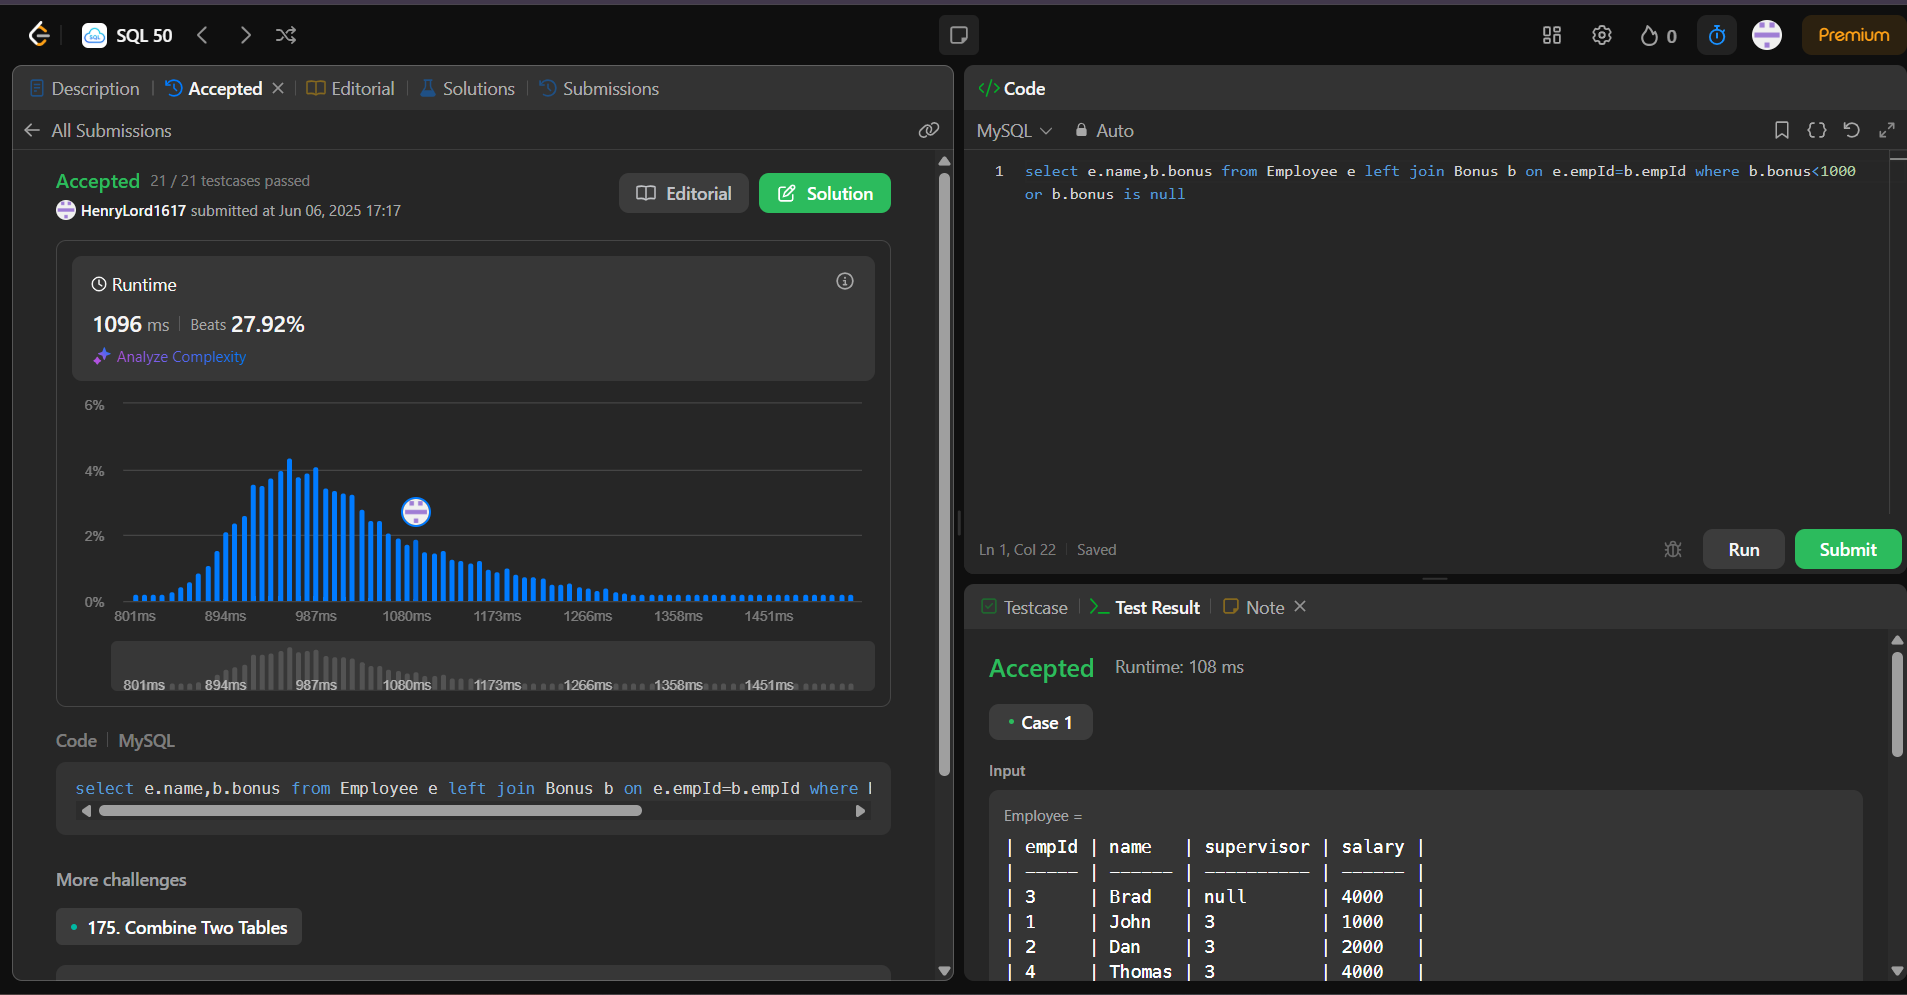 SQL 50
0
Premium
Description
Accepted
Editorial
Solutions
Submissions
All Submissions
Accepted 21 / 21 testcases passed
HenryLord1617 submitted at Jun 06, 2025 17:17
Editorial
Solution
Runtime
1096 ms Beats 27.92%
Analyze Complexity
6%
4%
2%
0%
801ms 894ms 987ms 1080ms 1173ms 1266ms 1358ms 1451ms
801ms 894ms 987ms 1080ms 1173ms 1266ms 1358ms 1451ms
Code MySQL
select e.name,b.bonus from Employee e left join Bonus b on e.empId=b.empId where
More challenges
175. Combine Two Tables
</> Code
MySQL Auto
1 select e.name,b.bonus from Employee e left join Bonus b on e.empId=b.empId where b.bonus<1000
or b.bonus is null
Ln 1, Col 22 Saved
Run
Submit
Testcase
Test Result
Note
Accepted Runtime: 108 ms
Case 1
Input
Employee =
| empId | name   | supervisor | salary |
| ----- | ------ | ---------- | ------ |
| 3     | Brad   | null       | 4000   |
| 1     | John   | 3          | 1000   |
| 2     | Dan    | 3          | 2000   |
| 4     | Thomas | 3          | 4000   |